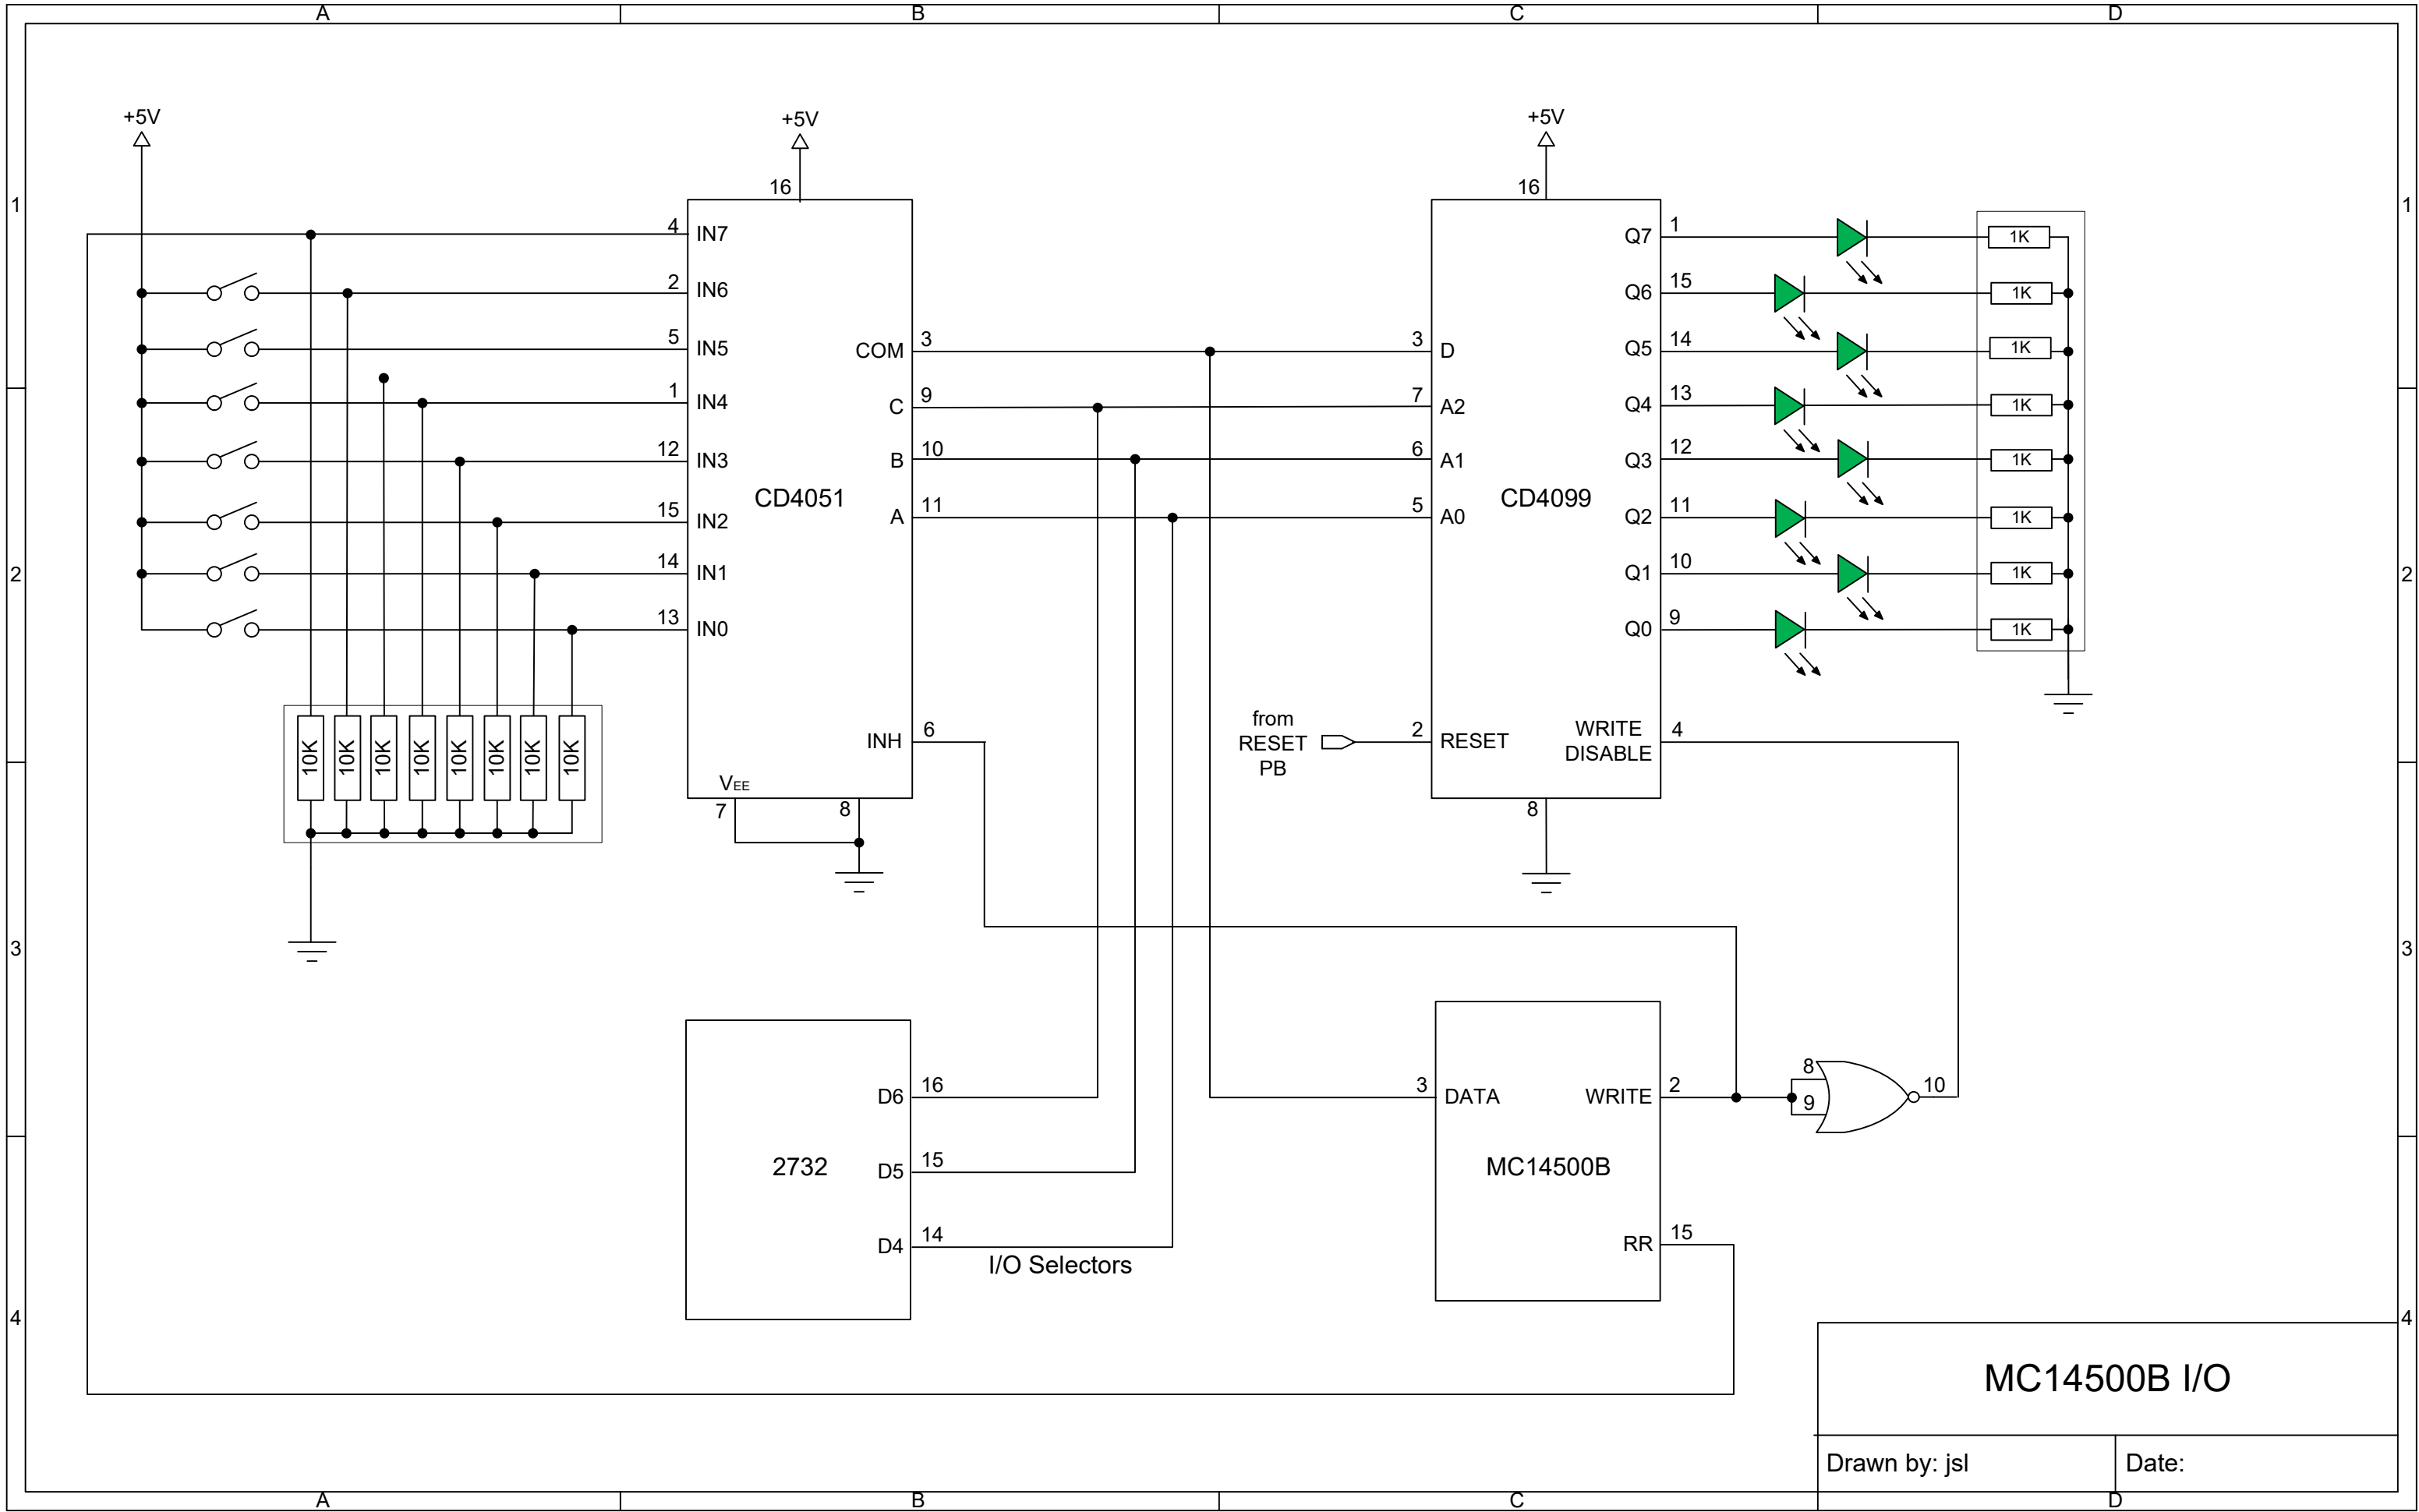 A B C D
+5V +5V +5V
16 16
1 1
4 IN7
2 IN6
5 IN5
1 IN4
12 IN3
15 IN2
14 IN1
13 IN0
COM 3
C 9
B 10
A 11
CD4051
INH 6
VEE
7 8
10K 10K 10K 10K 10K 10K 10K 10K
3 D
7 A2
6 A1
5 A0
CD4099
Q7 1
Q6 15
Q5 14
Q4 13
Q3 12
Q2 11
Q1 10
Q0 9
1K
1K
1K
1K
1K
1K
1K
1K
2 2
from
RESET
PB
2 RESET
WRITE
DISABLE
4
8
3 3
2732
D6 16
D5 15
D4 14
I/O Selectors
3 DATA
WRITE 2
MC14500B
RR 15
8
9
10
4 4
MC14500B I/O
Drawn by: jsl
Date:
A B C D